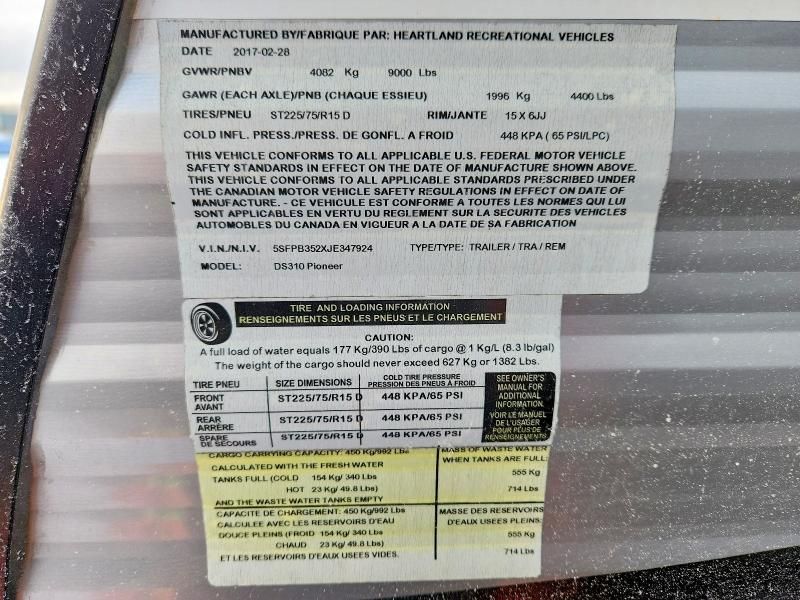 MANUFACTURED BY/FABRIQUE PAR: HEARTLAND RECREATIONAL VEHICLES
DATE 2017-02-28
GVWR/PNBV 4082 Kg 9000 Lbs
GAWR (EACH AXLE)/PNB (CHAQUE ESSIEU) 1996 Kg 4400 Lbs
TIRES/PNEU ST225/75/R15 D RIM/JANTE 15 X 6JJ
COLD INFL. PRESS./PRESS. DE GONFL. A FROID 448 KPA ( 65 PSI/LPC)
THIS VEHICLE CONFORMS TO ALL APPLICABLE U.S. FEDERAL MOTOR VEHICLE
SAFETY STANDARDS IN EFFECT ON THE DATE OF MANUFACTURE SHOWN ABOVE.
THIS VEHICLE CONFORMS TO ALL APPLICABLE STANDARDS PRESCRIBED UNDER
THE CANADIAN MOTOR VEHICLE SAFETY REGULATIONS IN EFFECT ON DATE OF
MANUFACTURE. - CE VEHICULE EST CONFORME A TOUTES LES NORMES QUI LUI
SONT APPLICABLES EN VERTU DU REGLEMENT SUR LA SECURITE DES VEHICLES
AUTOMOBILES DU CANADA EN VIGUEUR A LA DATE DE SA FABRICATION
V.I.N./N.I.V. 5SFPB352XJE347924 TYPE/TYPE: TRAILER / TRA / REM
MODEL: DS310 Pioneer
TIRE AND LOADING INFORMATION
RENSEIGNEMENTS SUR LES PNEUS ET LE CHARGEMENT
CAUTION:
A full load of water equals 177 Kg/390 Lbs of cargo @ 1 Kg/L (8.3 lb/gal)
The weight of the cargo should never exceed 627 Kg or 1382 Lbs.
TIRE PNEU SIZE DIMENSIONS COLD TIRE PRESSURE
PRESSION DES PNEUS À FROID
FRONT
AVANT ST225/75/R15 D 448 KPA/65 PSI
REAR
ARRIÈRE ST225/75/R15 D 448 KPA/65 PSI
SPARE
DE SECOURS ST225/75/R15 D 448 KPA/65 PSI
SEE OWNER'S
MANUAL FOR
ADDITIONAL
INFORMATION.
VOIR LE MANUEL
DE L'USAGER
POUR PLUS DE
RENSEIGNEMENTS
CARGO CARRYING CAPACITY: 450 Kg/992 Lbs
CALCULATED WITH THE FRESH WATER
TANKS FULL (COLD 154 Kg/ 340 Lbs
HOT 23 Kg/ 49.8 Lbs)
AND THE WASTE WATER TANKS EMPTY
MASS OF WASTE WATER
WHEN TANKS ARE FULL:
555 Kg
714 Lbs
CAPACITE DE CHARGEMENT: 450 Kg/992 Lbs
CALCULEE AVEC LES RESERVOIRS D'EAU
DOUCE PLEINS (FROID 154 Kg/ 340 Lbs
CHAUD 23 Kg/ 49.8 Lbs)
ET LES RESERVOIRS D'EAUX USEES VIDES.
MASSE DES RESERVOIRS
D'EAUX USEES PLEINS:
555 Kg
714 Lbs